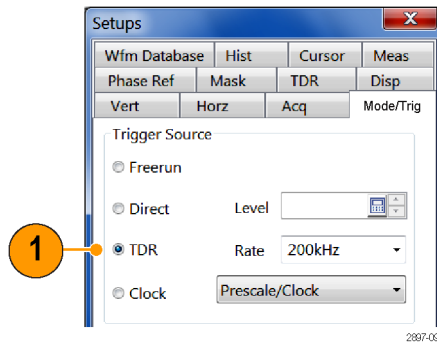 Setups
Wfm Database Hist Cursor Meas
Phase Ref Mask TDR Disp
Vert Horz Acq Mode/Trig
Trigger Source
Freerun
Direct Level
1 TDR Rate 200kHz
Clock Prescale/Clock